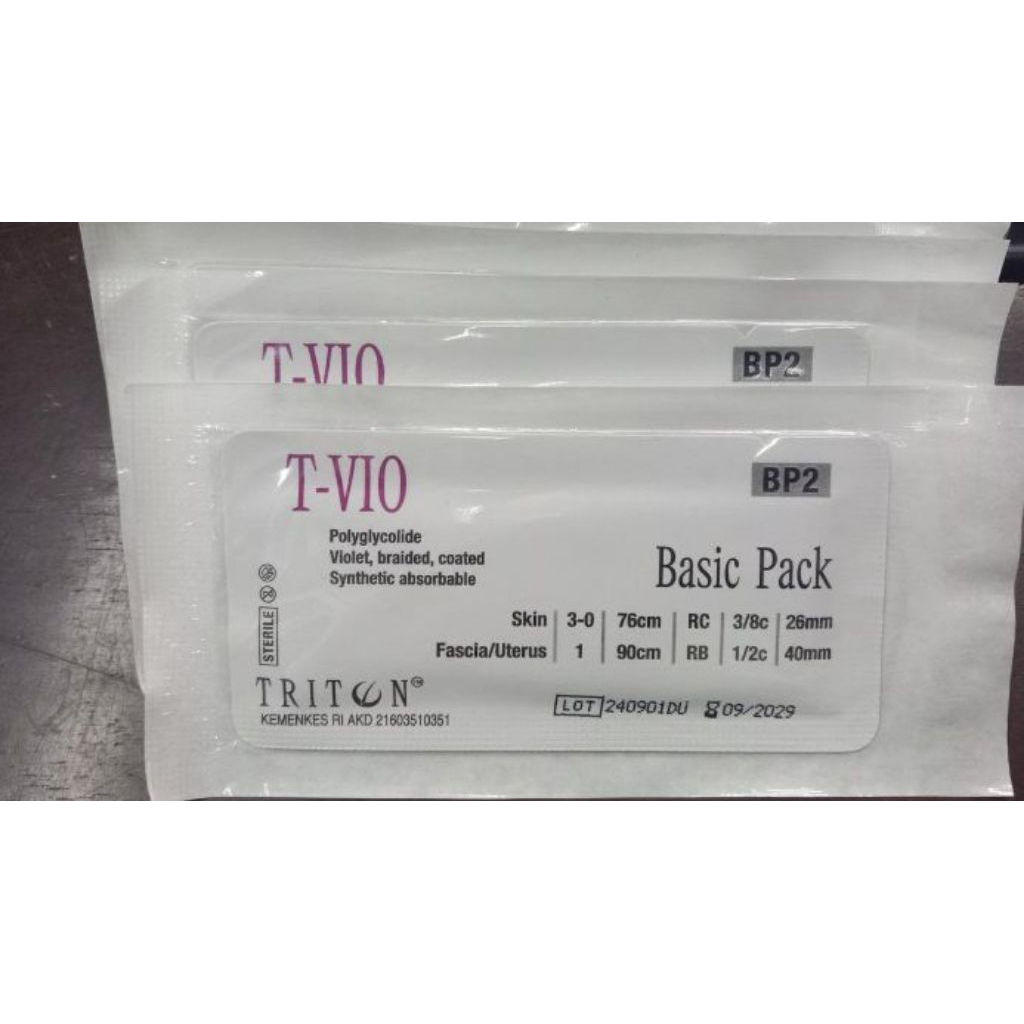 T-VIO
BP2
T-VIO
BP2
Polyglycolide
Violet, braided, coated
Synthetic absorbable
Basic Pack
Skin 3-0 76cm RC 3/8c 26mm
Fascia/Uterus 1 90cm RB 1/2c 40mm
STERILE
TRITON
KEMENKES RI AKD 21603510351
LOT 240901DU 09/2029